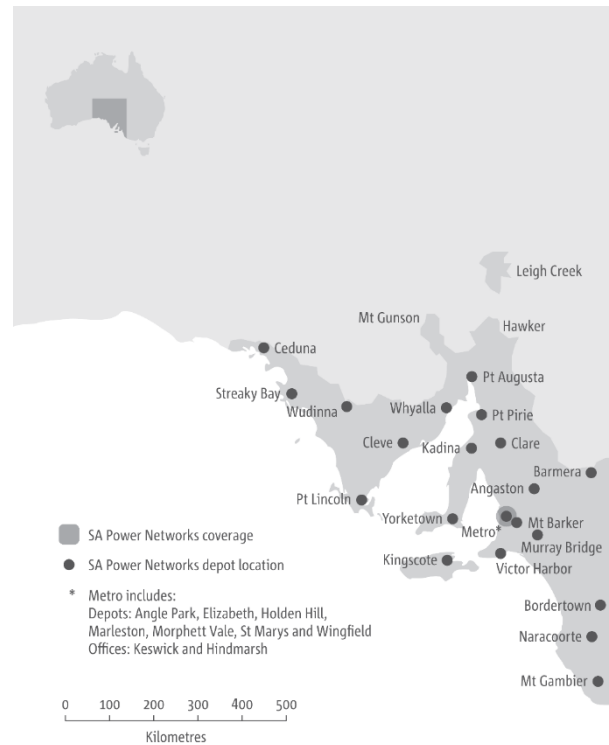 Leigh Creek
Mt Gunson
Hawker
Ceduna
Pt Augusta
Streaky Bay
Wudinna
Whyalla
Pt Pirie
Cleve
Kadina
Clare
Barmera
Angaston
Pt Lincoln
Yorketown
Metro*
Mt Barker
Murray Bridge
Kingscote
Victor Harbor
Bordertown
Naracoorte
Mt Gambier
SA Power Networks coverage
SA Power Networks depot location
* Metro includes:
Depots: Angle Park, Elizabeth, Holden Hill,
Marleston, Morphett Vale, St Marys and Wingfield
Offices: Keswick and Hindmarsh
0 100 200 300 400 500
Kilometres